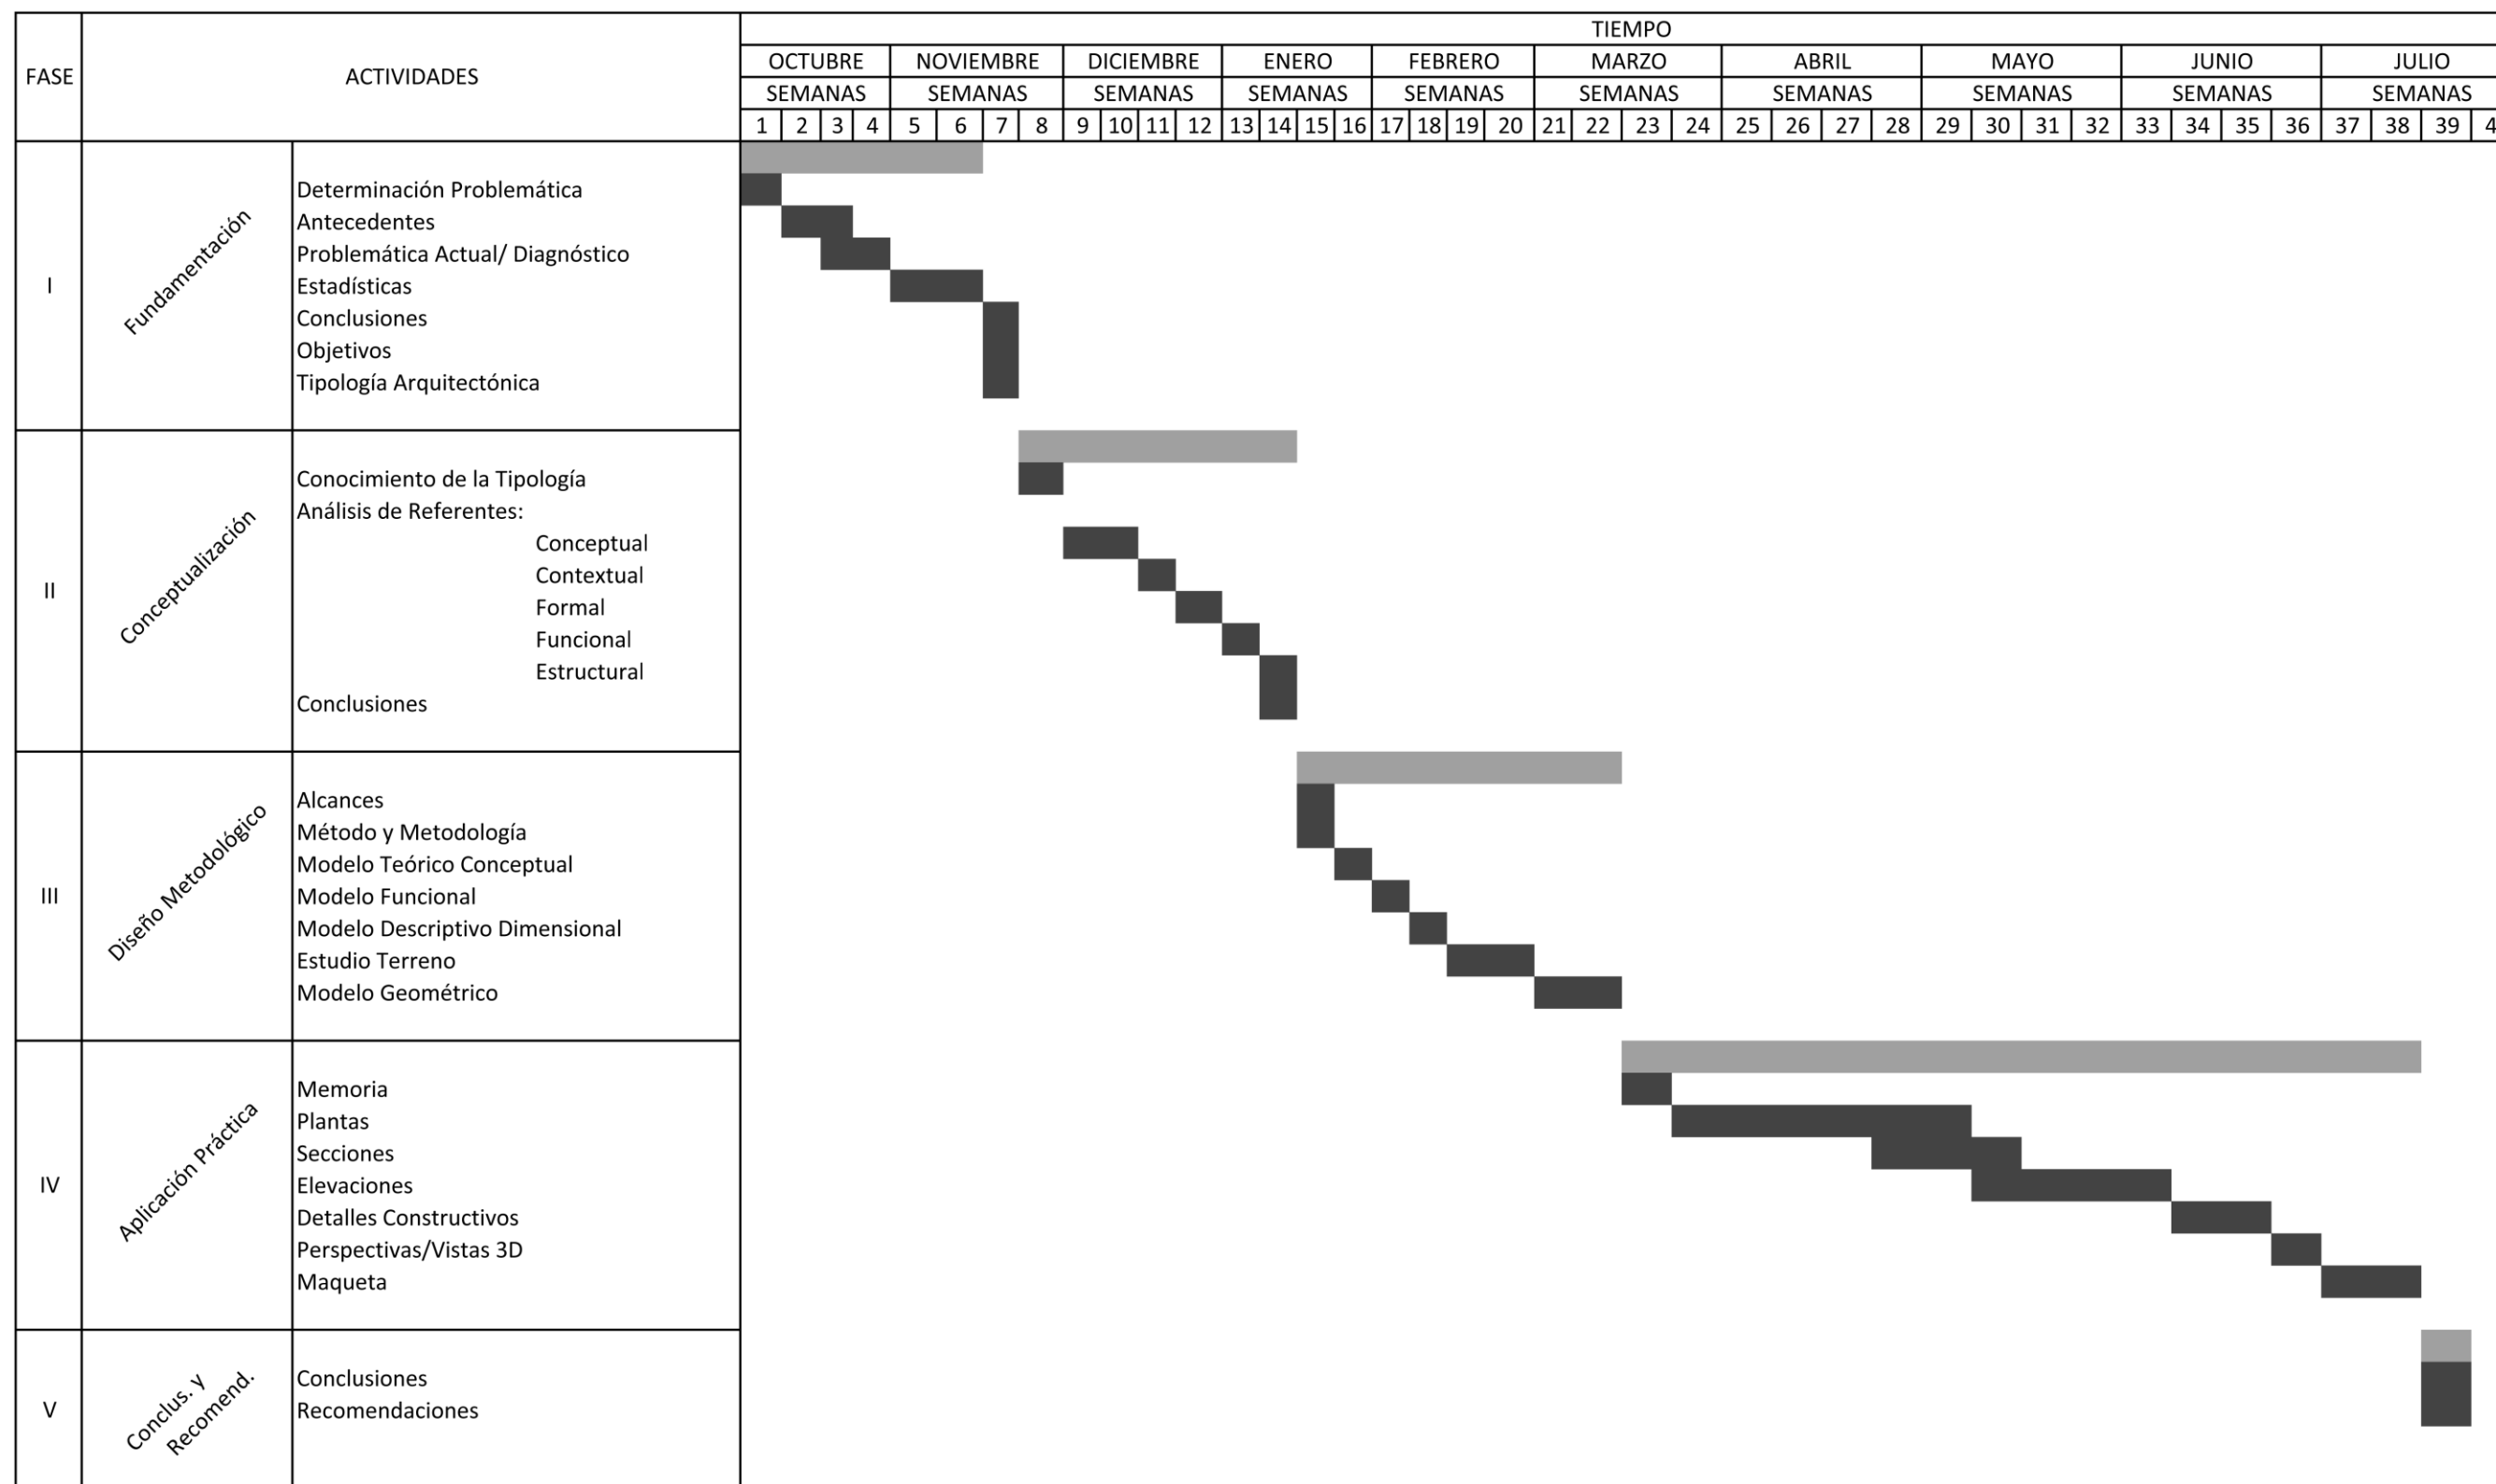 TIEMPO
FASE ACTIVIDADES OCTUBRE NOVIEMBRE DICIEMBRE ENERO FEBRERO MARZO ABRIL MAYO JUNIO JULIO
SEMANAS SEMANAS SEMANAS SEMANAS SEMANAS SEMANAS SEMANAS SEMANAS SEMANAS SEMANAS
1 2 3 4 5 6 7 8 9 10 11 12 13 14 15 16 17 18 19 20 21 22 23 24 25 26 27 28 29 30 31 32 33 34 35 36 37 38 39 4
I
Fundamentación
Determinación Problemática
Antecedentes
Problemática Actual/ Diagnóstico
Estadísticas
Conclusiones
Objetivos
Tipología Arquitectónica
II
Conceptualización
Conocimiento de la Tipología
Análisis de Referentes:
Conceptual
Contextual
Formal
Funcional
Estructural
Conclusiones
III
Diseño Metodológico
Alcances
Método y Metodología
Modelo Teórico Conceptual
Modelo Funcional
Modelo Descriptivo Dimensional
Estudio Terreno
Modelo Geométrico
IV
Aplicación Práctica
Memoria
Plantas
Secciones
Elevaciones
Detalles Constructivos
Perspectivas/Vistas 3D
Maqueta
V
Conclus. y
Recomend.
Conclusiones
Recomendaciones